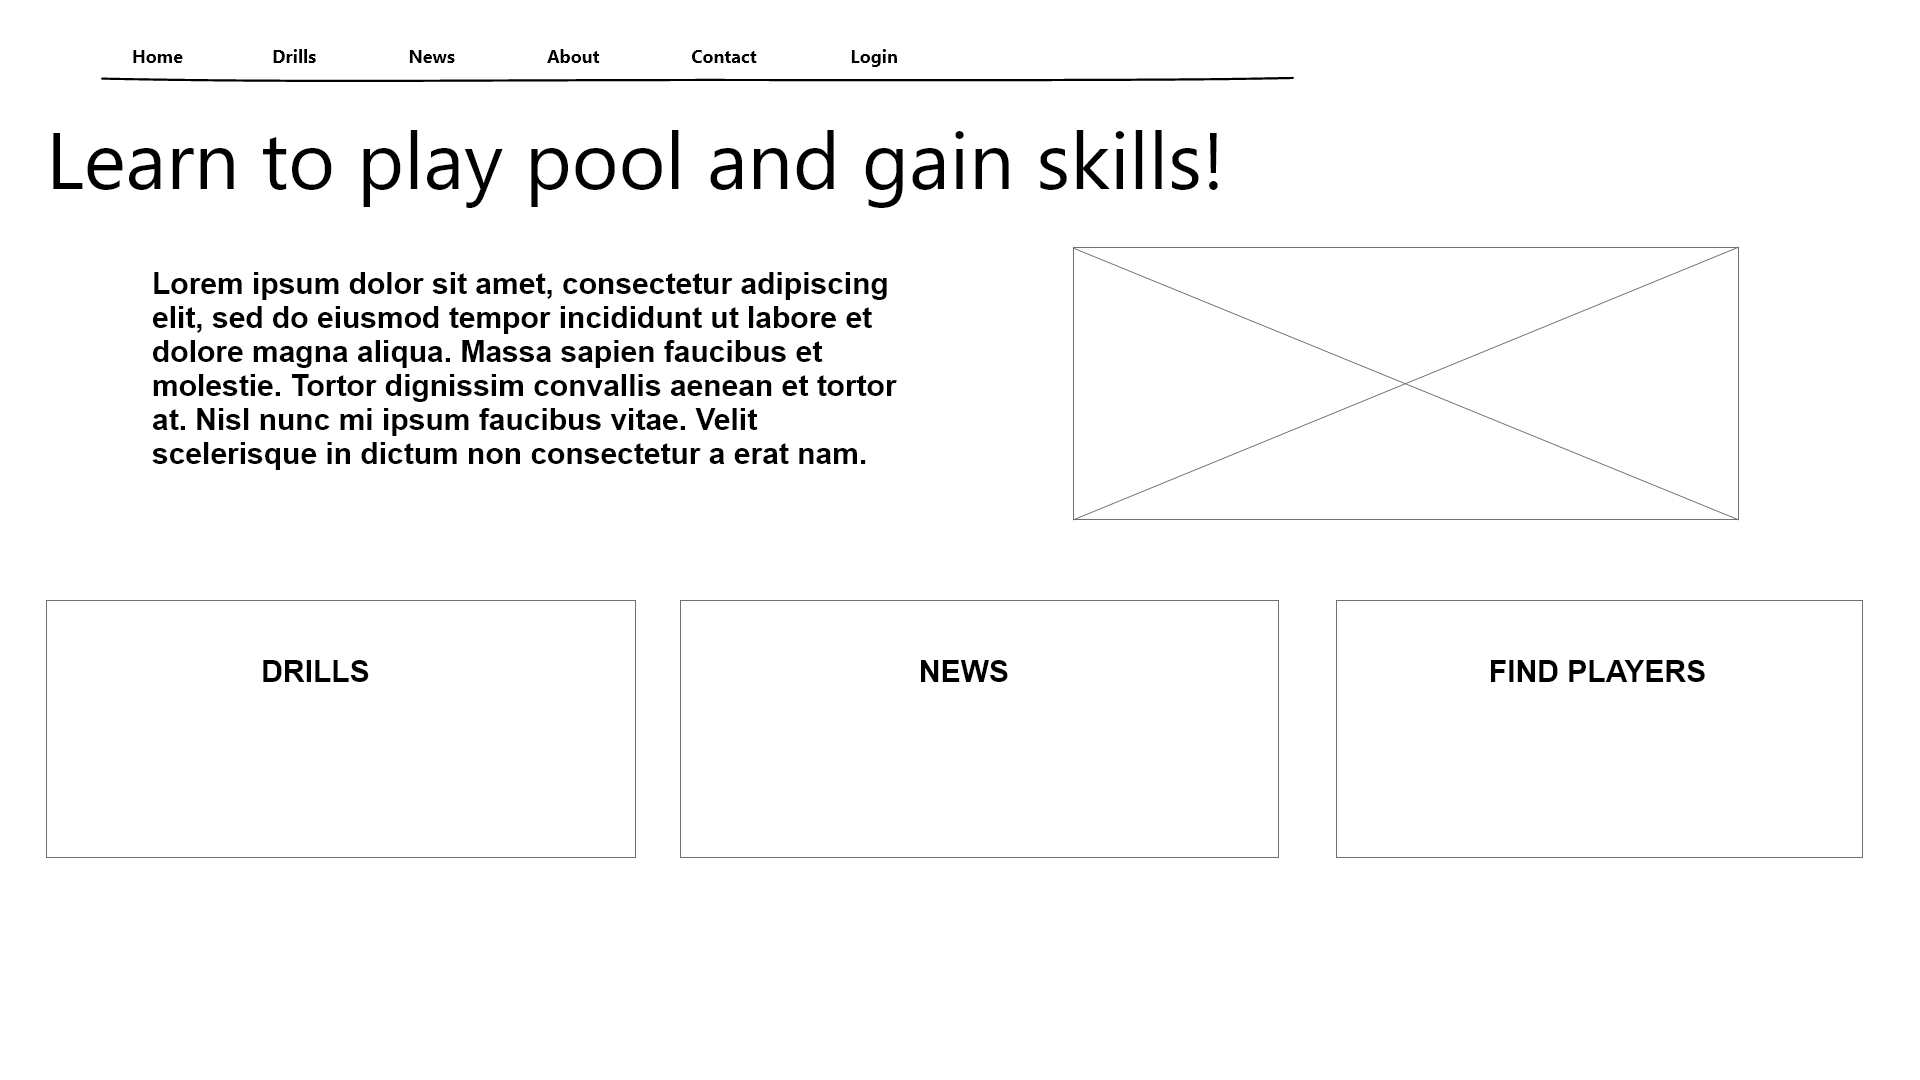 Home Drills News About Contact Login
Learn to play pool and gain skills!
Lorem ipsum dolor sit amet, consectetur adipiscing
elit, sed do eiusmod tempor incididunt ut labore et
dolore magna aliqua. Massa sapien faucibus et
molestie. Tortor dignissim convallis aenean et tortor
at. Nisl nunc mi ipsum faucibus vitae. Velit
scelerisque in dictum non consectetur a erat nam.
DRILLS
NEWS
FIND PLAYERS